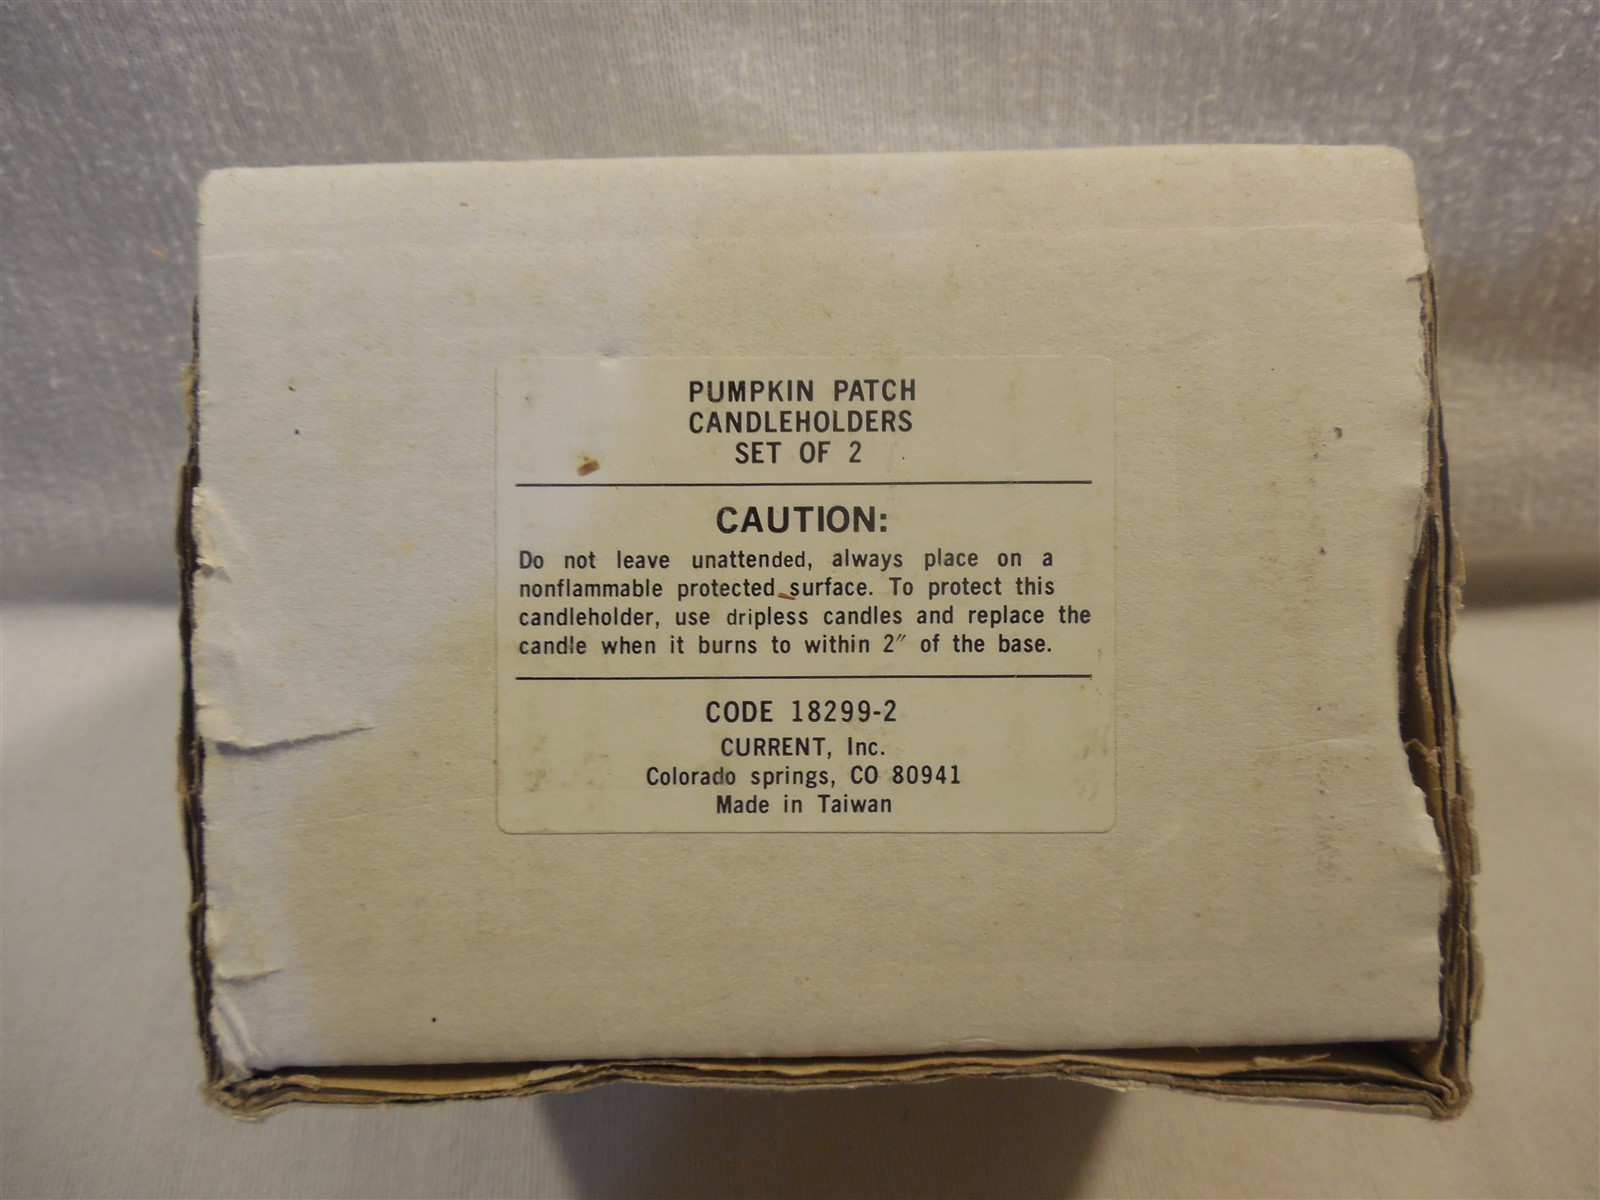 PUMPKIN PATCH
CANDLEHOLDERS
SET OF 2
CAUTION:
Do not leave unattended, always place on a
nonflammable protected surface. To protect this
candleholder, use dripless candles and replace the
candle when it burns to within 2" of the base.
CODE 18299-2
CURRENT, Inc.
Colorado springs, CO 80941
Made in Taiwan